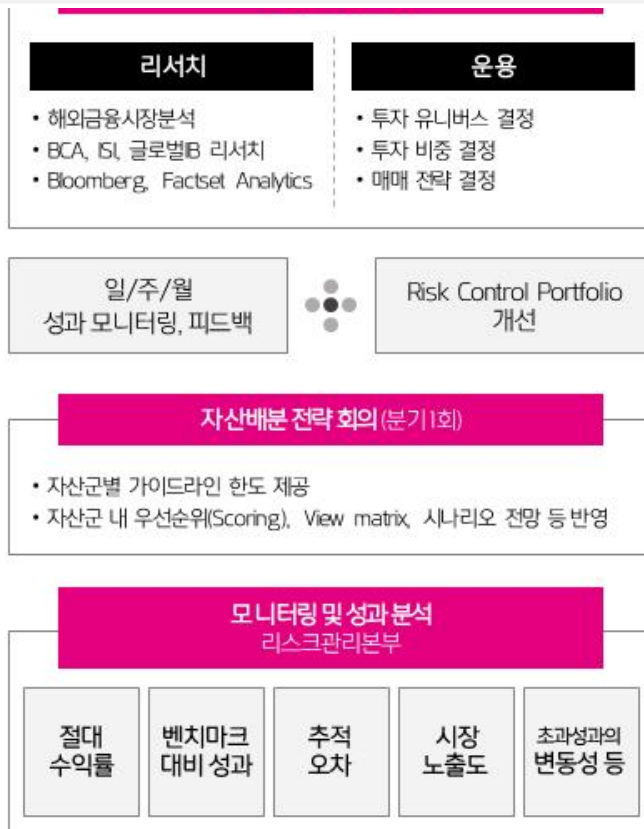 리서치
• 해외금융시장분석
• BCA, ISI, 글로벌IB 리서치
• Bloomberg, Factset Analytics
운용
• 투자 유니버스 결정
• 투자 비중 결정
• 매매 전략 결정
일/주/월
성과 모니터링, 피드백
Risk Control Portfolio
개선
자산배분 전략 회의(분기1회)
• 자산군별 가이드라인 한도 제공
• 자산군 내 우선순위(Scoring), View matrix, 시나리오 전망 등 반영
모니터링 및 성과 분석
리스크관리본부
절대
수익률
벤치마크
대비 성과
추적
오차
시장
노출도
초과성과의
변동성 등